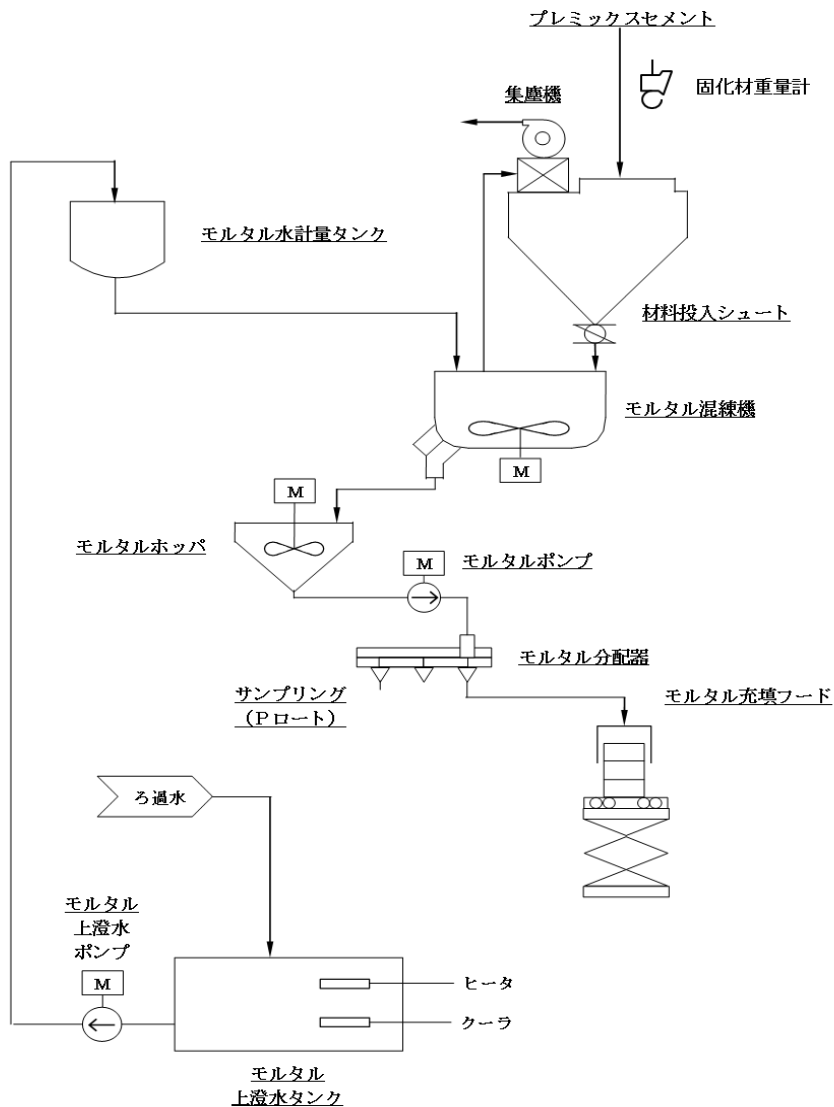 プレミックスセメント
固化材重量計
集塵機
モルタル水計量タンク
材料投入シュート
モルタル混練機
M
M
モルタルホッパ
M
モルタルポンプ
モルタル分配器
サンプリング
（Ｐロート）
モルタル充填フード
ろ過水
モルタル
上澄水
ポンプ
M
ヒータ
クーラ
モルタル
上澄水タンク